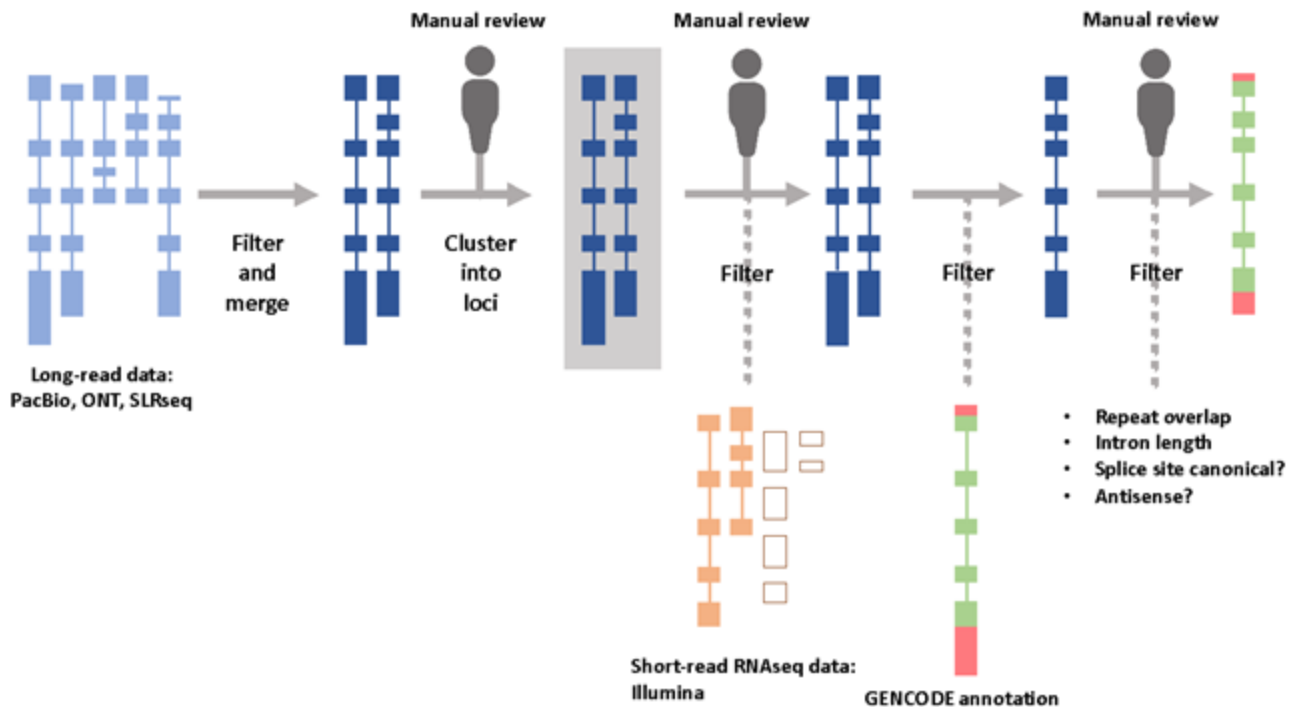 Manual review
Manual review
Manual review
Filter
and
merge
Cluster
into
loci
Filter
Filter
Filter
Long-read data:
PacBio, ONT, SLRseq
• Repeat overlap
• Intron length
• Splice site canonical?
• Antisense?
Short-read RNAseq data:
Illumina
GENCODE annotation